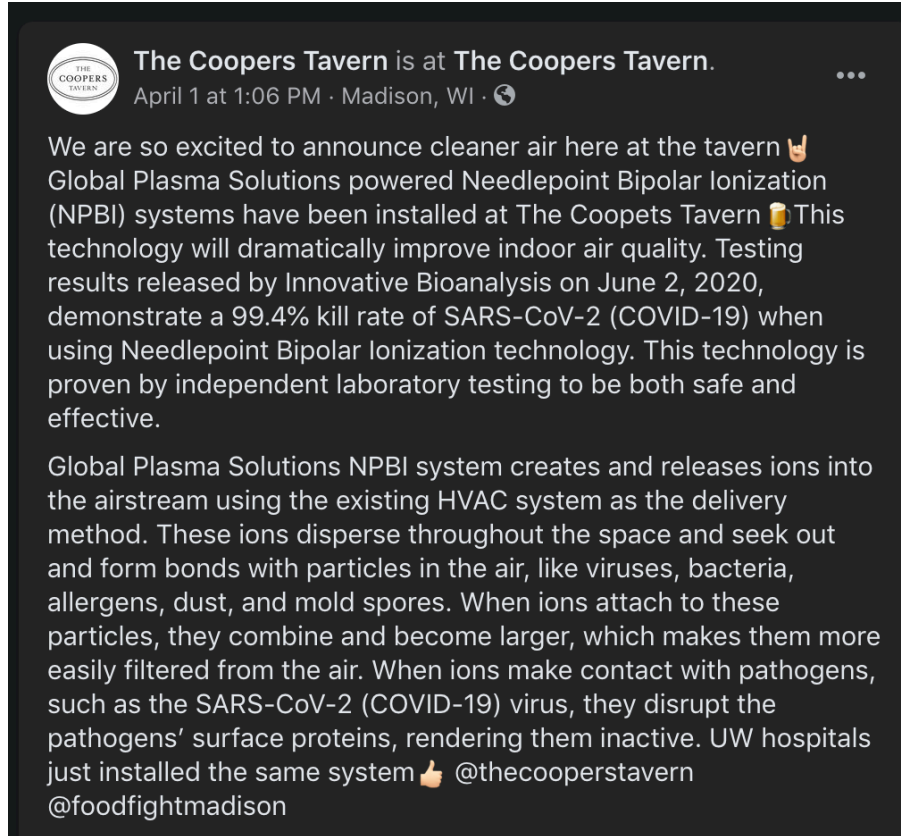 THE
COOPERS
TAVERN
The Coopers Tavern is at The Coopers Tavern.
April 1 at 1:06 PM · Madison, WI ·
We are so excited to announce cleaner air here at the tavern🤘
Global Plasma Solutions powered Needlepoint Bipolar Ionization
(NPBI) systems have been installed at The Coopets Tavern 🍺This
technology will dramatically improve indoor air quality. Testing
results released by Innovative Bioanalysis on June 2, 2020,
demonstrate a 99.4% kill rate of SARS-CoV-2 (COVID-19) when
using Needlepoint Bipolar Ionization technology. This technology is
proven by independent laboratory testing to be both safe and
effective.
Global Plasma Solutions NPBI system creates and releases ions into
the airstream using the existing HVAC system as the delivery
method. These ions disperse throughout the space and seek out
and form bonds with particles in the air, like viruses, bacteria,
allergens, dust, and mold spores. When ions attach to these
particles, they combine and become larger, which makes them more
easily filtered from the air. When ions make contact with pathogens,
such as the SARS-CoV-2 (COVID-19) virus, they disrupt the
pathogens’ surface proteins, rendering them inactive. UW hospitals
just installed the same system👍 @thecooperstavern
@foodfightmadison